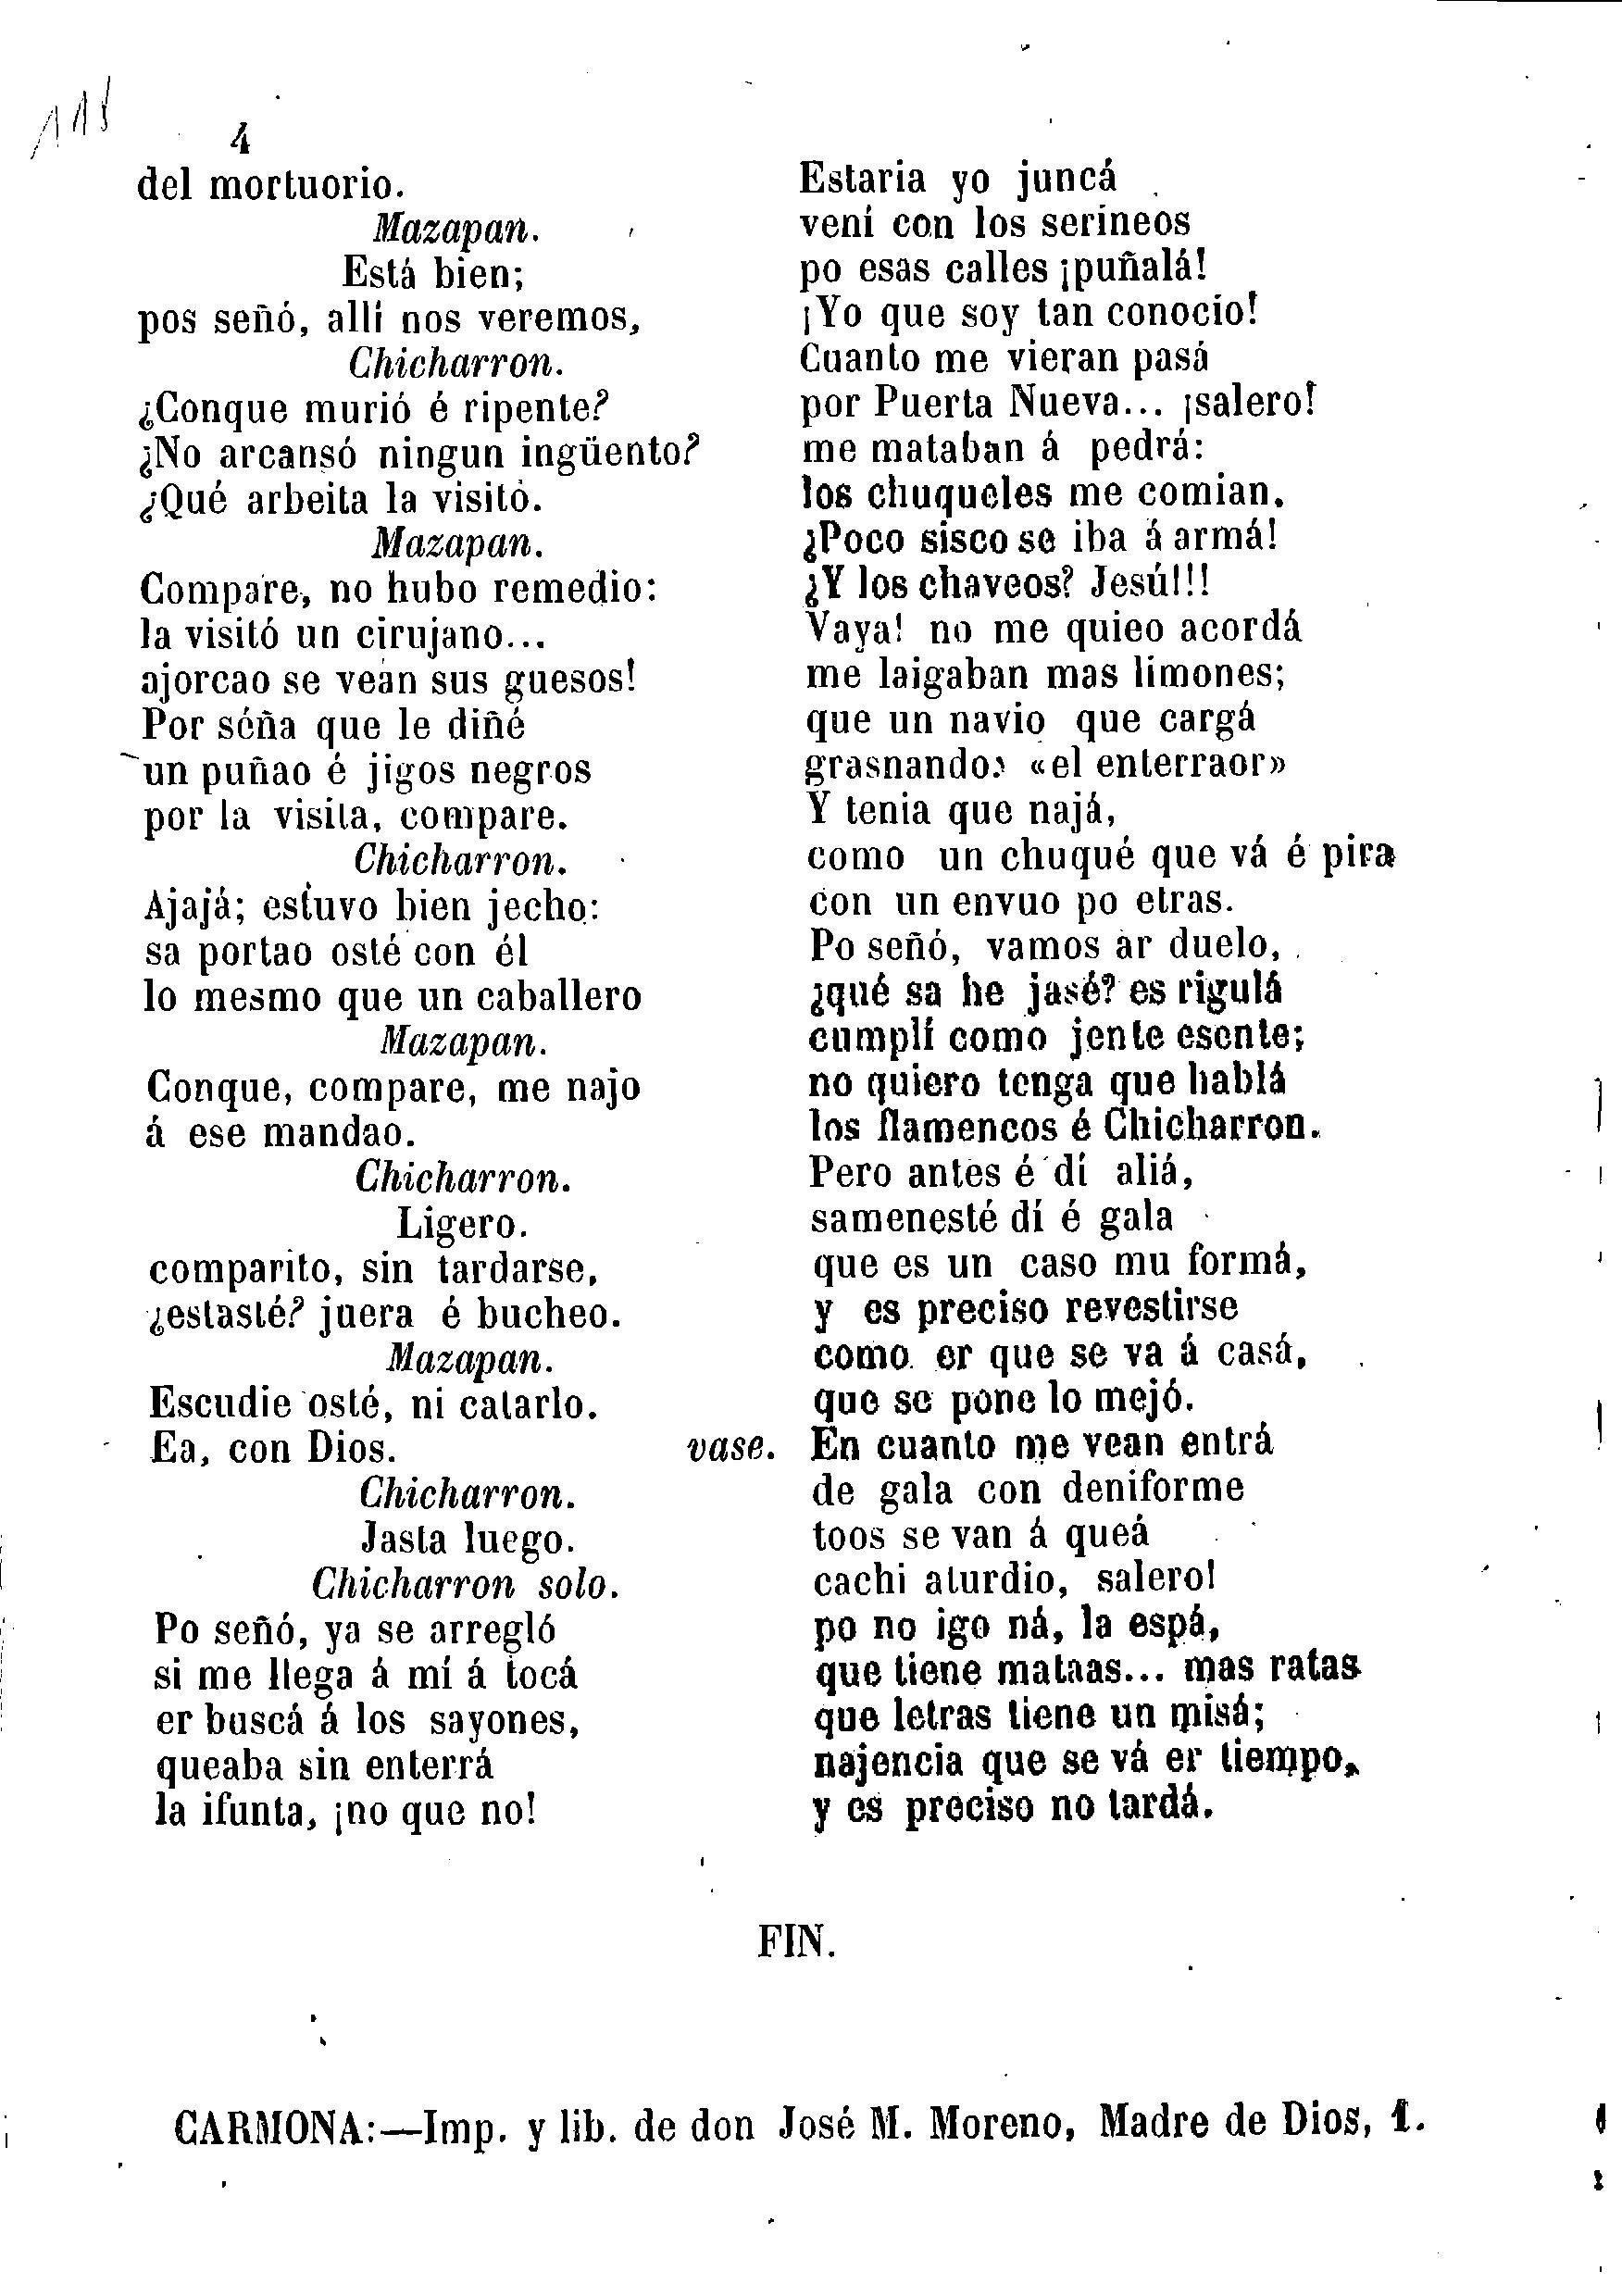 118
4
del mortuorio.
Mazapan.
Está bien;
pos señó, alli nos veremos,
Chicharron.
¿Conque murió é ripente?
¿No arcansó ningun ingüento?
¿Qué arbeita la visitó.
Mazapan.
Compare, no hubo remedio:
la visitó un cirujano...
ajorcao se vean sus guesos!
Por séña que le diñé
un puñao é jigos negros
por la visita, compare.
Chicharron.
Ajajá; estuvo bien jecho:
sa portao osté con él
lo mesmo que un caballero
Mazapan.
Conque, compare, me najo
á ese mandao.
Chicharron.
Ligero.
comparito, sin tardarse,
¿estasté? juera é bucheo.
Mazapan.
Escudie osté, ni catarlo.
Ea, con Dios. vase.
Chicharron.
Jasta luego.
Chicharron solo.
Po señó, ya se arregló
si me llega á mí á tocá
er buscá á los sayones,
queaba sin enterrá
la ifunta, ¡no que no!
Estaria yo juncá
vení con los serineos
po esas calles ¡puñalá!
¡Yo que soy tan conocio!
Cuanto me vieran pasá
por Puerta Nueva... ¡salero!
me mataban á pedrá:
los chuqueles me comian.
¿Poco sisco se iba á armá!
¿Y los chaveos? Jesú!!!
Vaya! no me quieo acordá
me laigaban mas limones;
que un navio que cargá
grasnando: «el enterraor»
Y tenia que najá,
como un chuqué que vá é pira
con un envuo po etras.
Po señó, vamos ar duelo,
¿qué sa he jasé? es rigulá
cumplí como jente esente;
no quiero tenga que hablá
los flamencos é Chicharron.
Pero antes é dí aliá,
samenesté dí é gala
que es un caso mu formá,
y es preciso revestirse
como er que se va á casá,
que se pone lo mejó.
En cuanto me vean entrá
de gala con deniforme
toos se van á queá
cachi aturdio, salero!
po no igo ná, la espá,
que tiene mataas... mas ratas
que letras tiene un misá;
najencia que se vá er tiempo,
y es preciso no tardá.
FIN.
CARMONA:—Imp. y lib. de don José M. Moreno, Madre de Dios, 1.